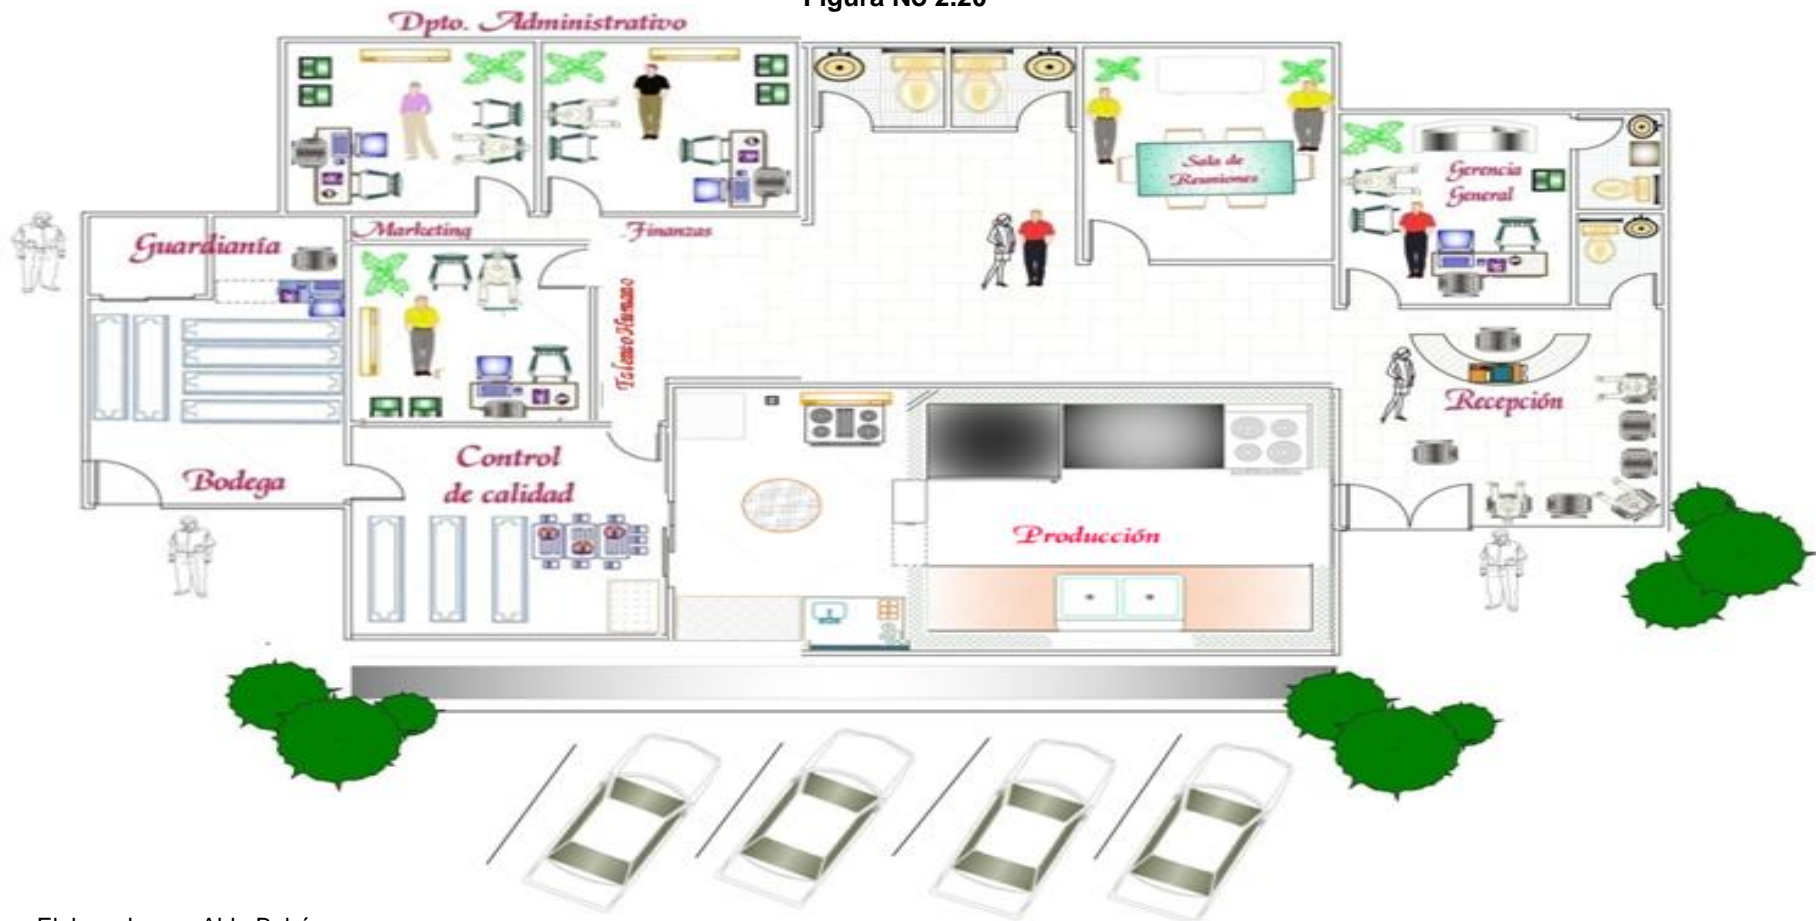 Figura No 2.20
Dpto. Administrativo
Guardianía
Marketing
Finanzas
Sala de
Reuniones
Gerencia
General
Talento Humano
Recepción
Control
de calidad
Bodega
Producción